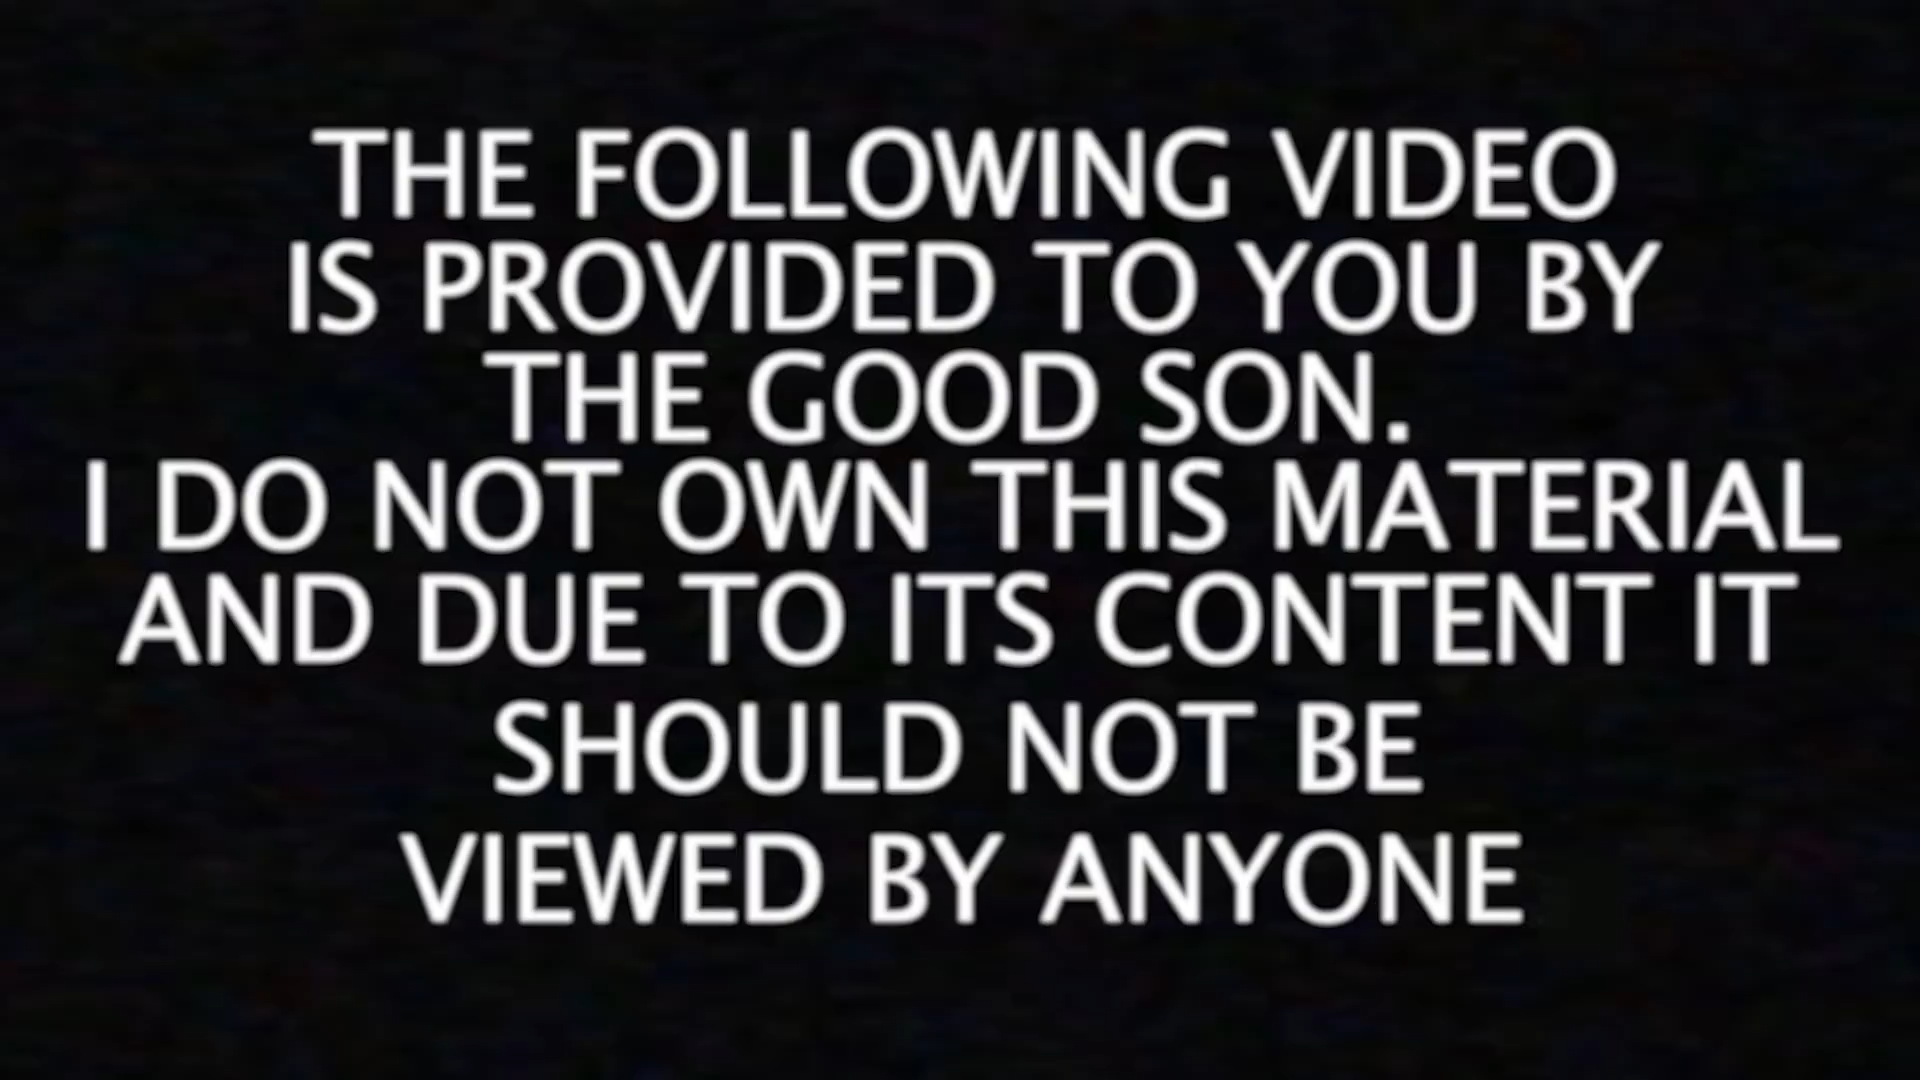 THE FOLLOWING VIDEO
IS PROVIDED TO YOU BY
THE GOOD SON.
I DO NOT OWN THIS MATERIAL
AND DUE TO ITS CONTENT IT
SHOULD NOT BE
VIEWED BY ANYONE